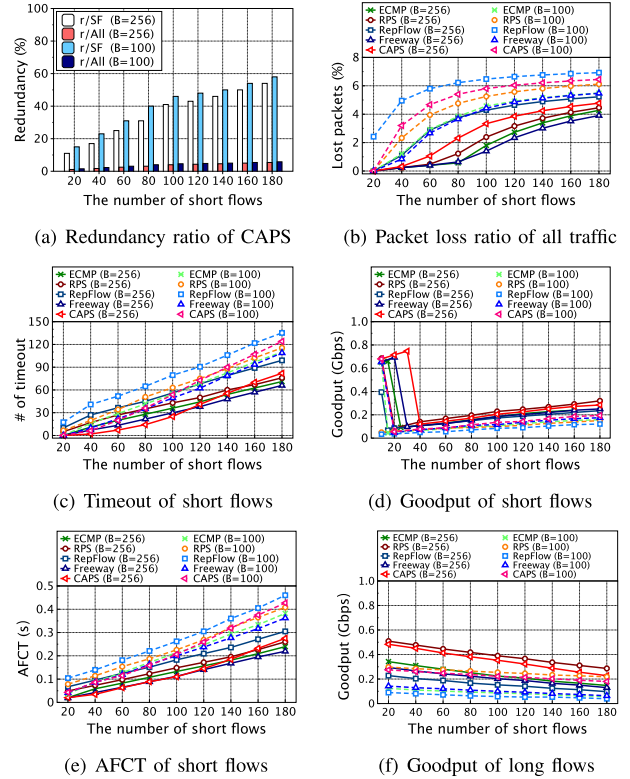 r/SF (B=256)
r/All (B=256)
r/SF (B=100)
r/All (B=100)
Redundancy (%)
100
80
60
40
20
0
20 40 60 80 100 120 140 160 180
The number of short flows
(a) Redundancy ratio of CAPS
ECMP (B=256) ECMP (B=100)
RPS (B=256) RPS (B=100)
RepFlow (B=256) RepFlow (B=100)
Freeway (B=256) Freeway (B=100)
CAPS (B=256) CAPS (B=100)
Lost packets (%)
8
6
4
2
0
20 40 60 80 100 120 140 160 180
The number of short flows
(b) Packet loss ratio of all traffic
ECMP (B=256) ECMP (B=100)
RPS (B=256) RPS (B=100)
RepFlow (B=256) RepFlow (B=100)
Freeway (B=256) Freeway (B=100)
CAPS (B=256) CAPS (B=100)
# of timeout
150
120
90
60
30
0
20 40 60 80 100 120 140 160 180
The number of short flows
(c) Timeout of short flows
ECMP (B=256) ECMP (B=100)
RPS (B=256) RPS (B=100)
RepFlow (B=256) RepFlow (B=100)
Freeway (B=256) Freeway (B=100)
CAPS (B=256) CAPS (B=100)
Goodput (Gbps)
1.0
0.8
0.6
0.4
0.2
0
20 40 60 80 100 120 140 160 180
The number of short flows
(d) Goodput of short flows
ECMP (B=256) ECMP (B=100)
RPS (B=256) RPS (B=100)
RepFlow (B=256) RepFlow (B=100)
Freeway (B=256) Freeway (B=100)
CAPS (B=256) CAPS (B=100)
AFCT (s)
0.5
0.4
0.3
0.2
0.1
0
20 40 60 80 100 120 140 160 180
The number of short flows
(e) AFCT of short flows
ECMP (B=256) ECMP (B=100)
RPS (B=256) RPS (B=100)
RepFlow (B=256) RepFlow (B=100)
Freeway (B=256) Freeway (B=100)
CAPS (B=256) CAPS (B=100)
Goodput (Gbps)
1.0
0.8
0.6
0.4
0.2
0
20 40 60 80 100 120 140 160 180
The number of short flows
(f) Goodput of long flows